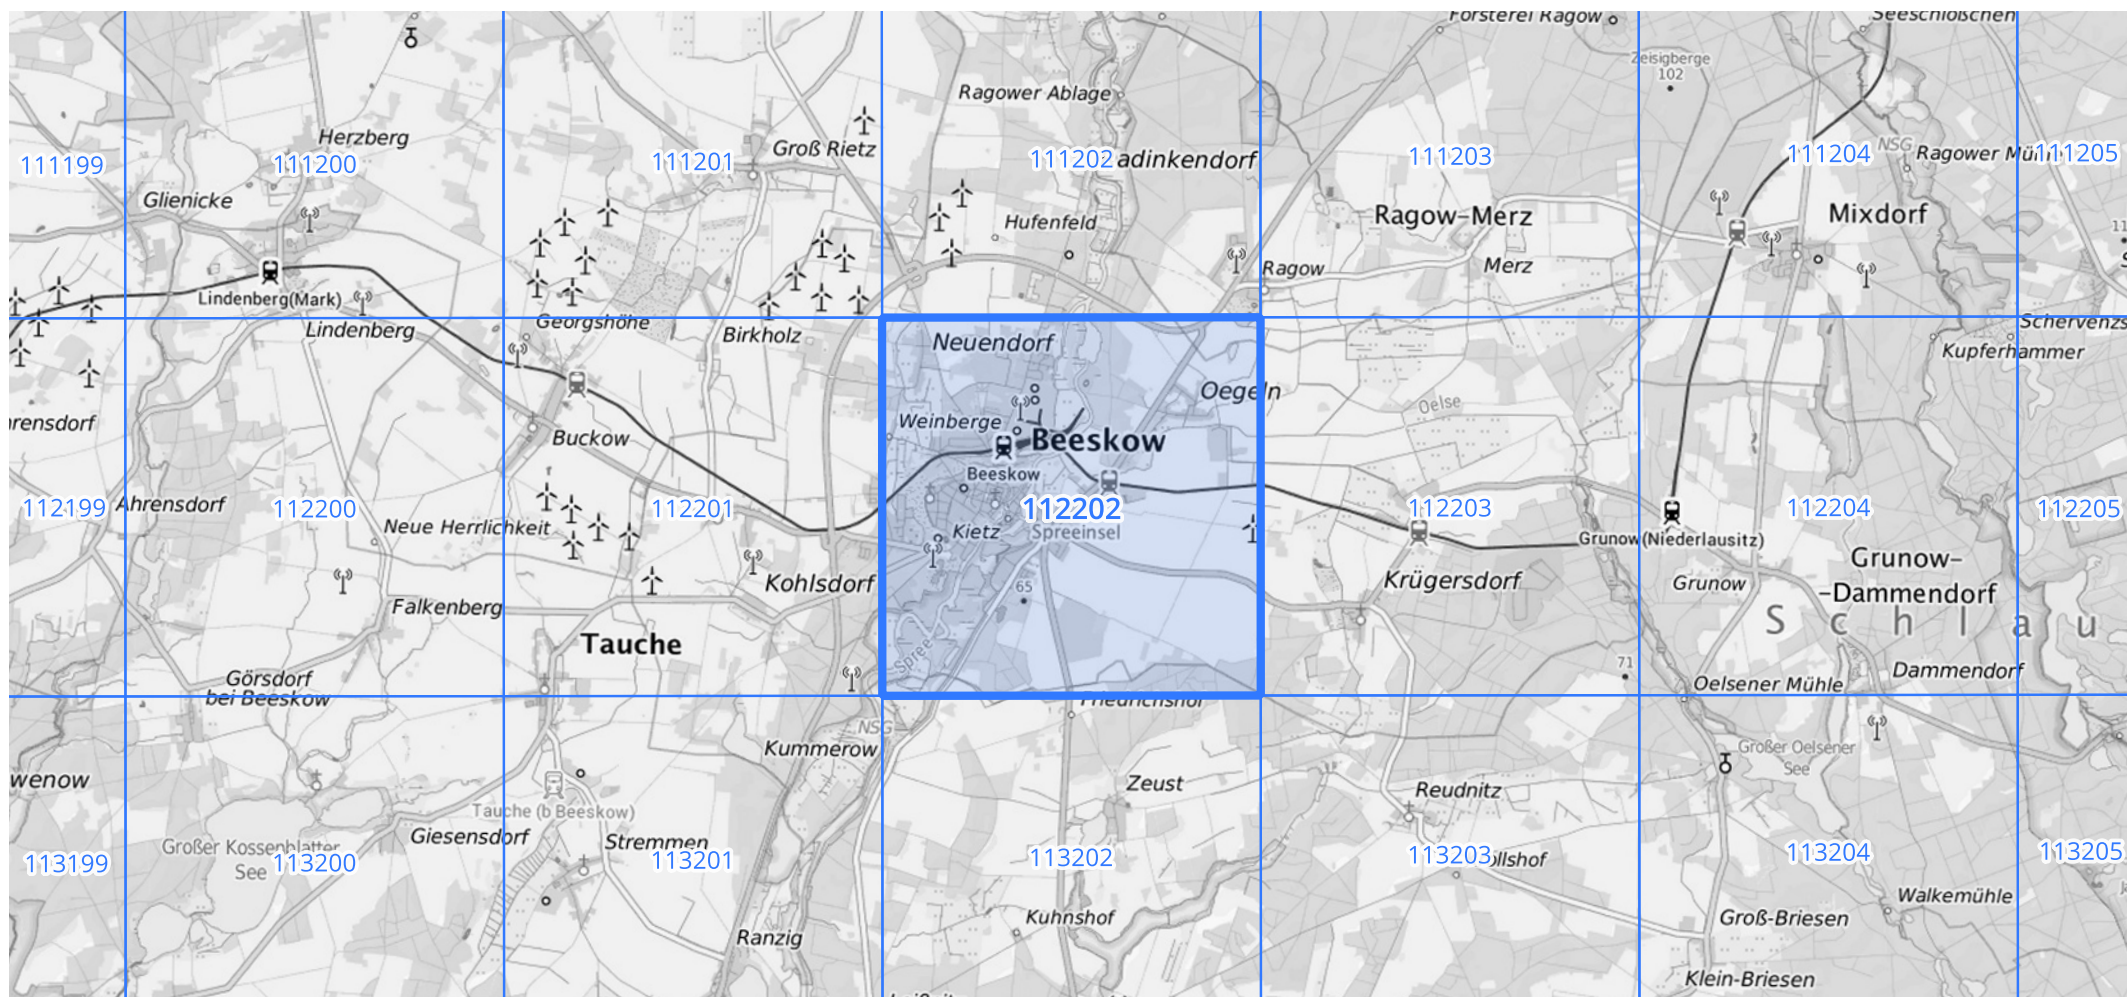 Försterei Ragow
Seeschlößchen
Zeisigberge
102
Ragower Ablage
Herzberg
Groß Rietz
NSG
Ragower Müh
111199
111200
111201
111202
adinkendorf
111203
111204
111205
Glienicke
Hufenfeld
Ragow-Merz
Mixdorf
Ragow
Merz
Lindenberg(Mark)
Lindenberg
Georgshöhe
Birkholz
Schervenzs
Neuendorf
Kupferhammer
Oegeln
Oelse
hrensdorf
Weinberge
Buckow
Beeskow
Beeskow
Ahrensdorf
112199
112200
112201
112202
112203
112204
112205
Neue Herrlichkeit
Kietz
Spreeinsel
Grunow(Niederlausitz)
Grunow-
-Dammendorf
Kohlsdorf
65
Krügersdorf
Grunow
Falkenberg
S c h l a u
Tauche
Spree
71
Görsdorf
bei Beeskow
Oelsener Mühle
Dammendorf
Friedrichshof
NSG
Kummerow
Großer Oelsener
See
wenow
Zeust
Reudnitz
Tauche (b Beeskow)
Giesensdorf
Stremmen
Großer Kossenblatter
See
113199
113200
113201
113202
113203
ollshof
113204
113205
Walkemühle
Kuhnshof
Groß-Briesen
Ranzig
Klein-Briesen